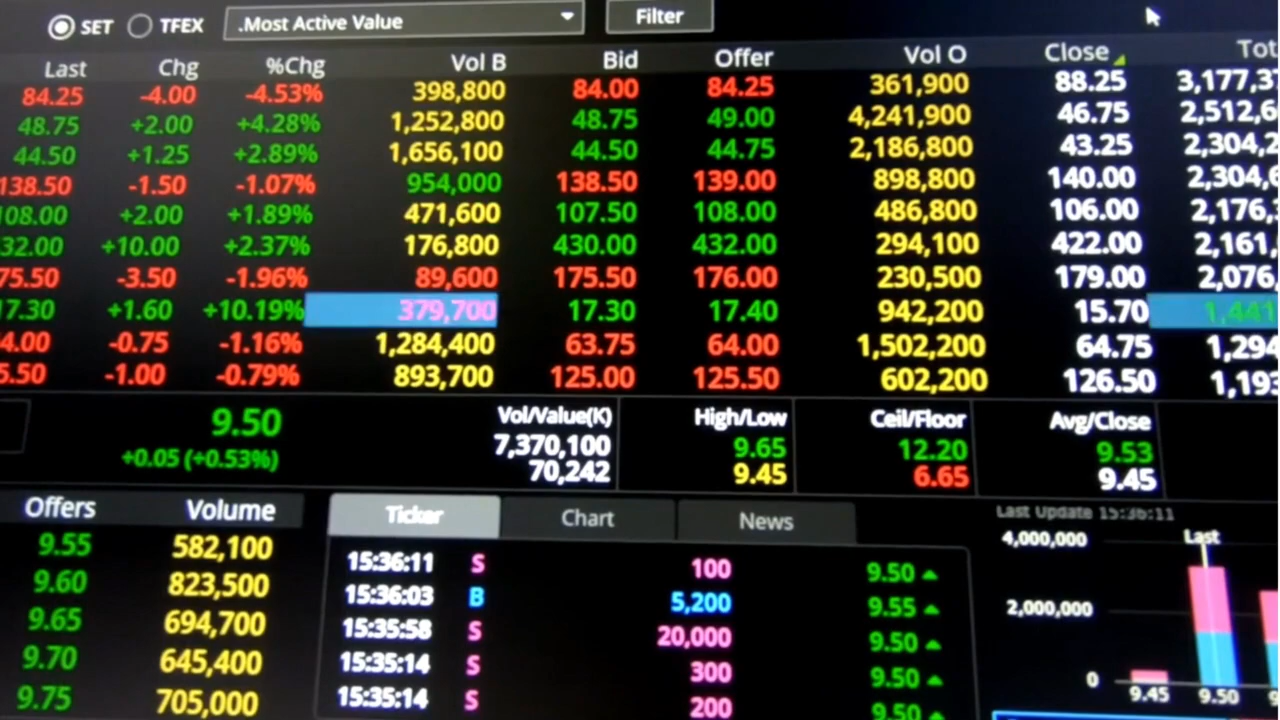 SET TFEX .Most Active Value Filter
Last Chg %Chg Vol B Bid Offer Vol O Close
84.25 -4.00 -4.53% 398,800 84.00 84.25 361,900 88.25
48.75 +2.00 +4.28% 1,252,800 48.75 49.00 4,241,900 46.75
44.50 +1.25 +2.89% 1,656,100 44.50 44.75 2,186,800 43.25
138.50 -1.50 -1.07% 954,000 138.50 139.00 898,800 140.00
108.00 +2.00 +1.89% 471,600 107.50 108.00 486,800 106.00
32.00 +10.00 +2.37% 176,800 430.00 432.00 294,100 422.00
75.50 -3.50 -1.96% 89,600 175.50 176.00 230,500 179.00
17.30 +1.60 +10.19% 379,700 17.30 17.40 942,200 15.70
4.00 -0.75 -1.16% 1,284,400 63.75 64.00 1,502,200 64.75
5.50 -1.00 -0.79% 893,700 125.00 125.50 602,200 126.50
9.50 Vol/Value(K) High/Low Ceil/Floor Avg/Close
7,370,100 9.65 12.20 9.53
+0.05 (+0.53%) 70,242 9.45 6.65 9.45
Offers Volume Ticker Chart News Last Update 15:36:11
9.55 582,100 15:36:11 S 100 9.50 4,000,000 Last
9.60 823,500 15:36:03 B 5,200 9.55 2,000,000
9.65 694,700 15:35:58 S 20,000 9.50
9.70 645,400 15:35:14 S 300 9.50 0
9.75 705,000 15:35:14 S 200 9.50 9.45 9.50